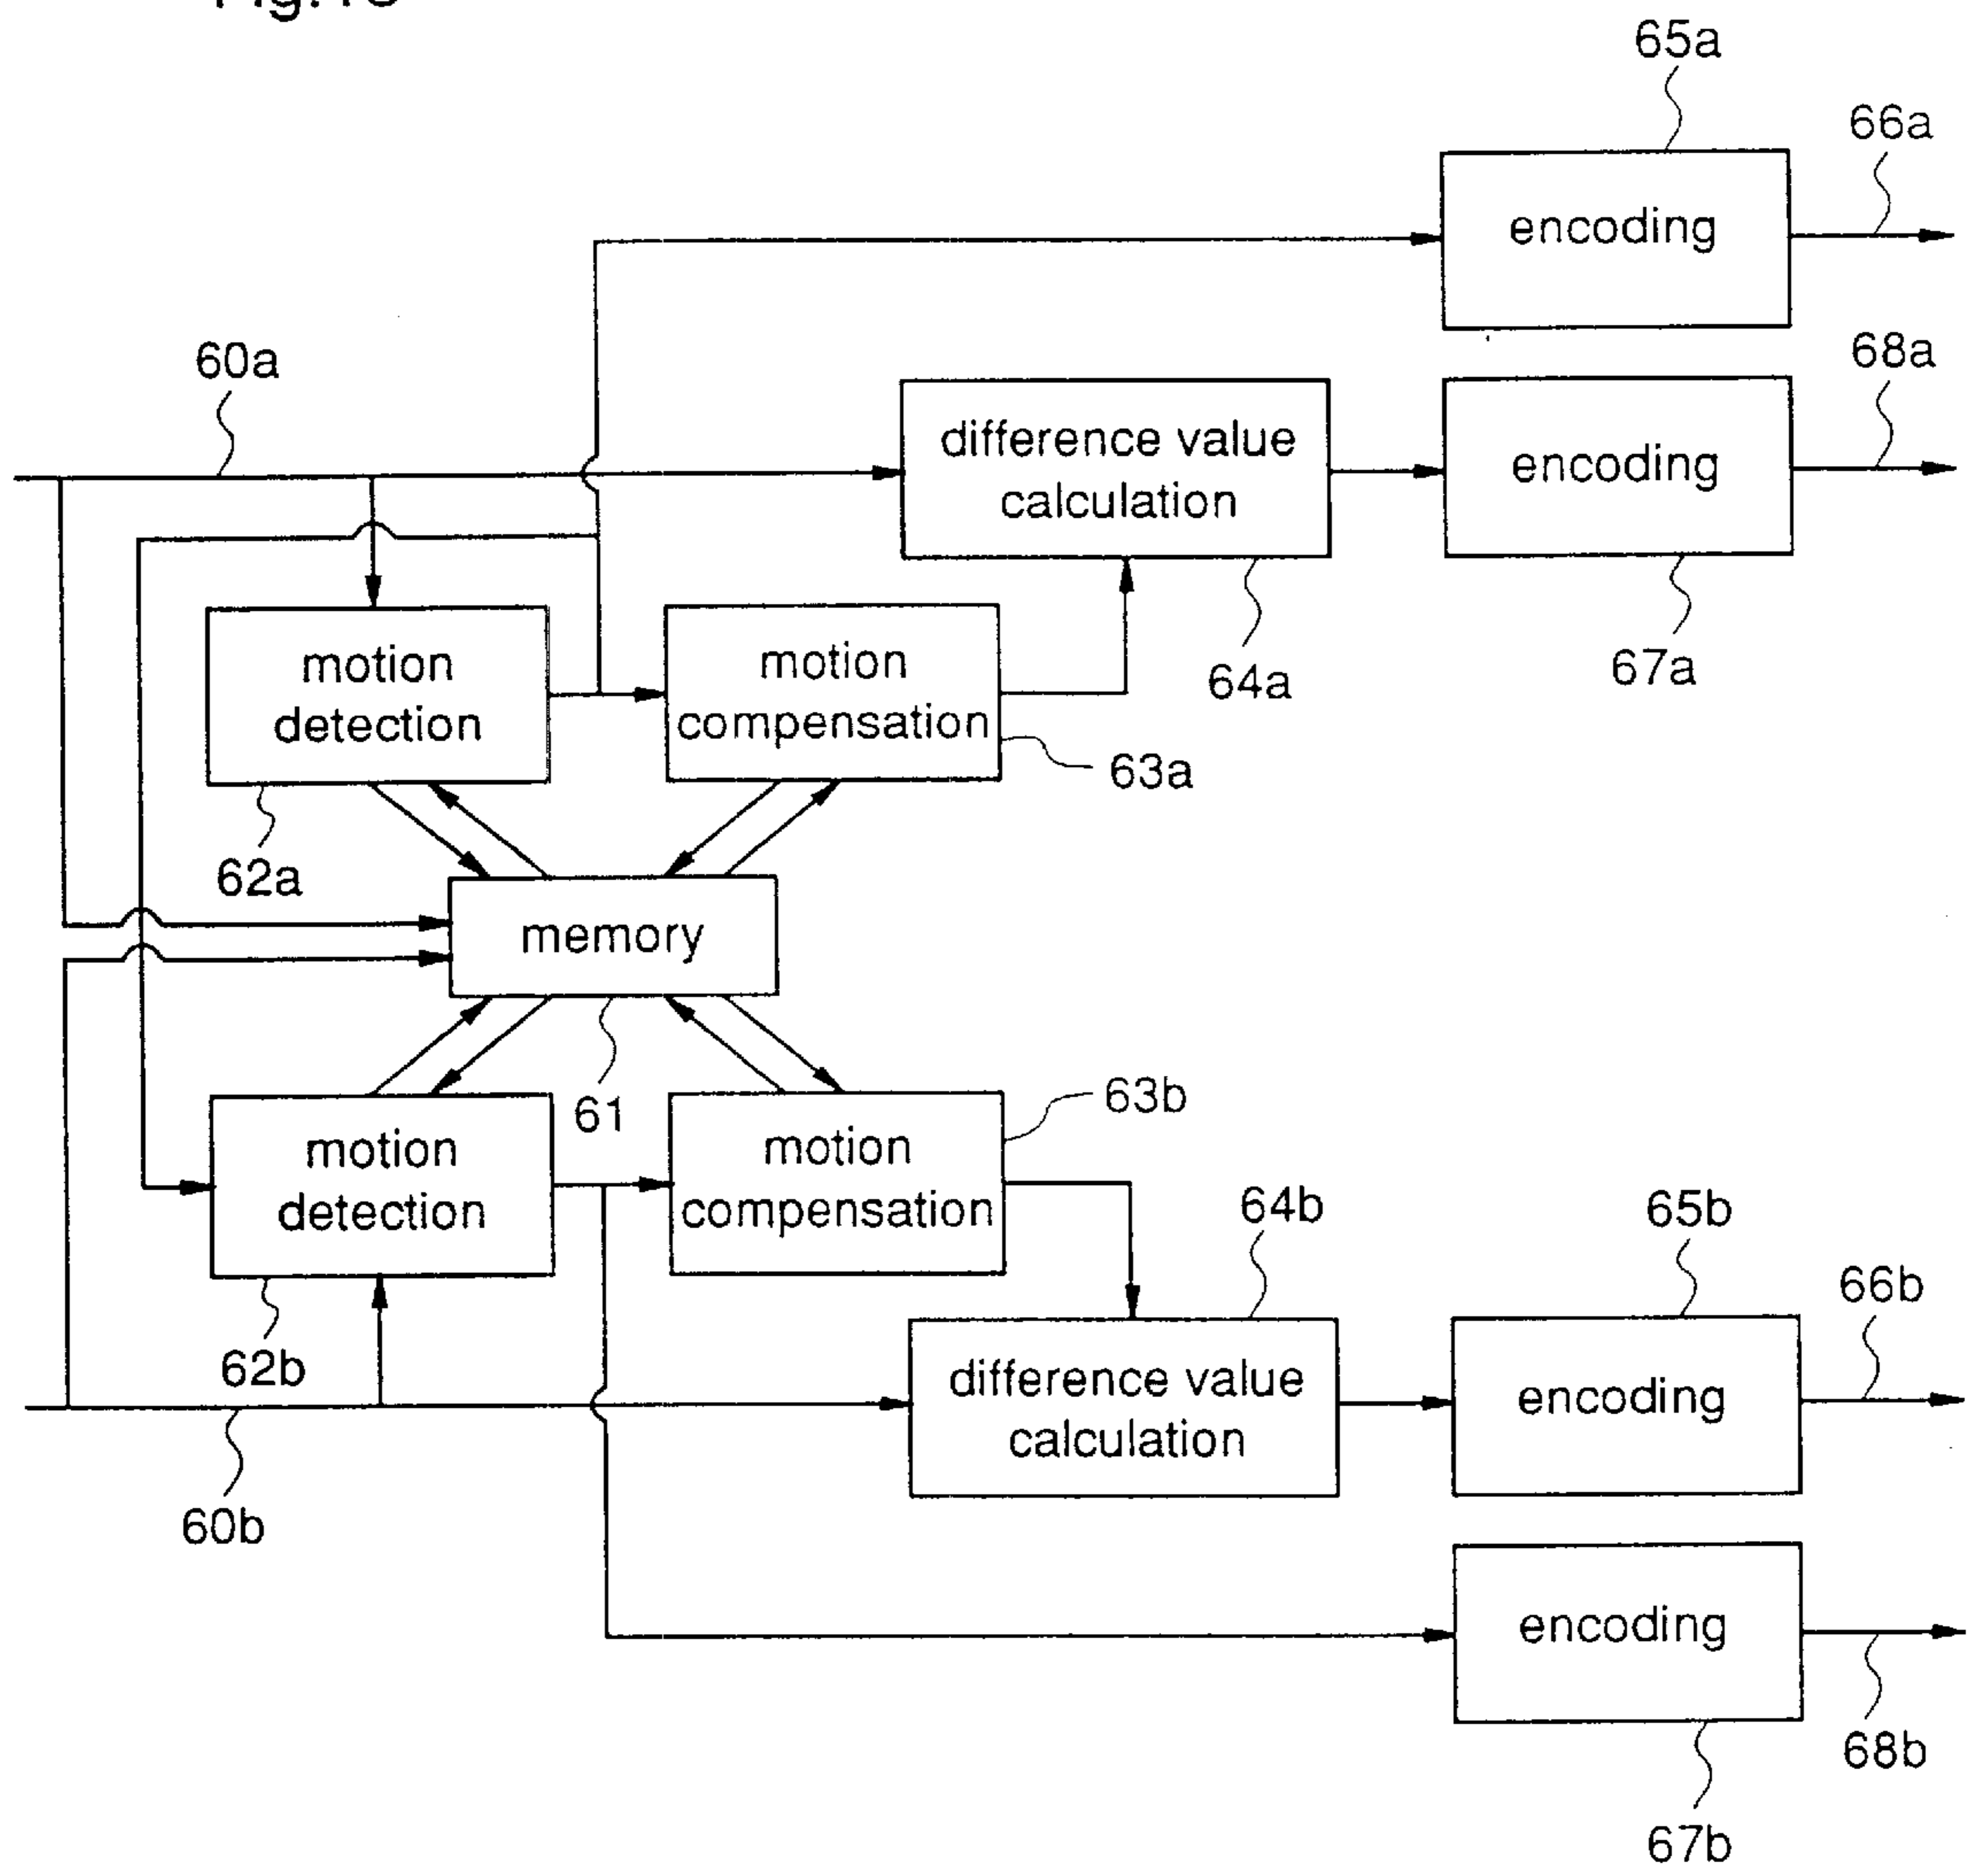 65a
66a
encoding
60a
68a
difference value
calculation
encoding
motion
detection
motion
compensation
64a
67a
63a
62a
memory
61
63b
motion
detection
motion
compensation
64b
65b
66b
62b
difference value
calculation
encoding
60b
encoding
68b
67b